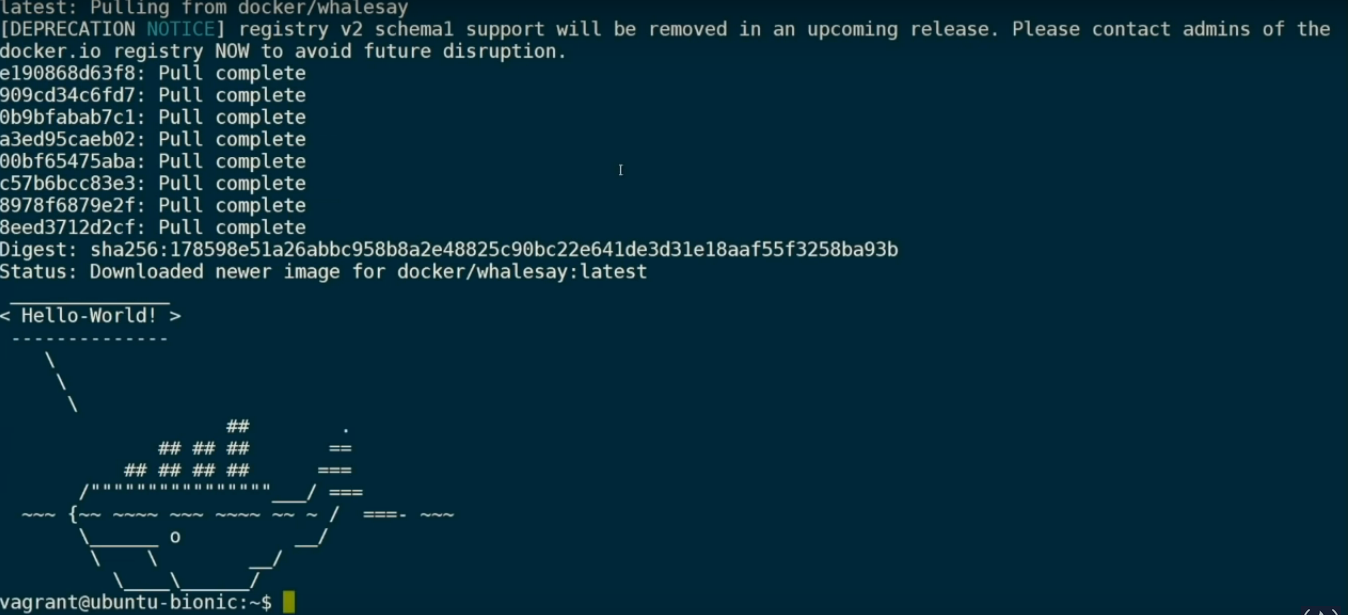 latest: Pulling from docker/whalesay
[DEPRECATION NOTICE] registry v2 schema1 support will be removed in an upcoming release. Please contact admins of the
docker.io registry NOW to avoid future disruption.
e190868d63f8: Pull complete
909cd34c6fd7: Pull complete
0b9bfabab7c1: Pull complete
a3ed95caeb02: Pull complete
00bf65475aba: Pull complete
c57b6bcc83e3: Pull complete
8978f6879e2f: Pull complete
8eed3712d2cf: Pull complete
Digest: sha256:178598e51a26abbc958b8a2e48825c90bc22e641de3d31e18aaf55f3258ba93b
Status: Downloaded newer image for docker/whalesay:latest
 ______________
< Hello-World! >
 --------------
    \
     \
      \
                    ##        .
              ## ## ##       ==
           ## ## ## ##      ===
       /""""""""""""""""___/ ===
  ~~~ {~~ ~~~~ ~~~ ~~~~ ~~ ~ /  ===- ~~~
       \______ o          __/
        \    \        __/
          \____\______/
vagrant@ubuntu-bionic:~$